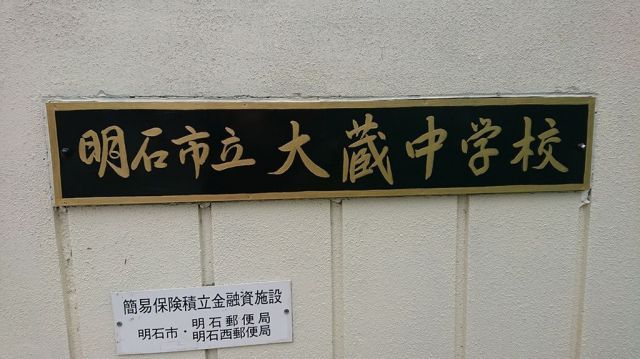 明石市立大蔵中学校
簡易保険積立金融資施設
明石市・明石郵便局
明石西郵便局